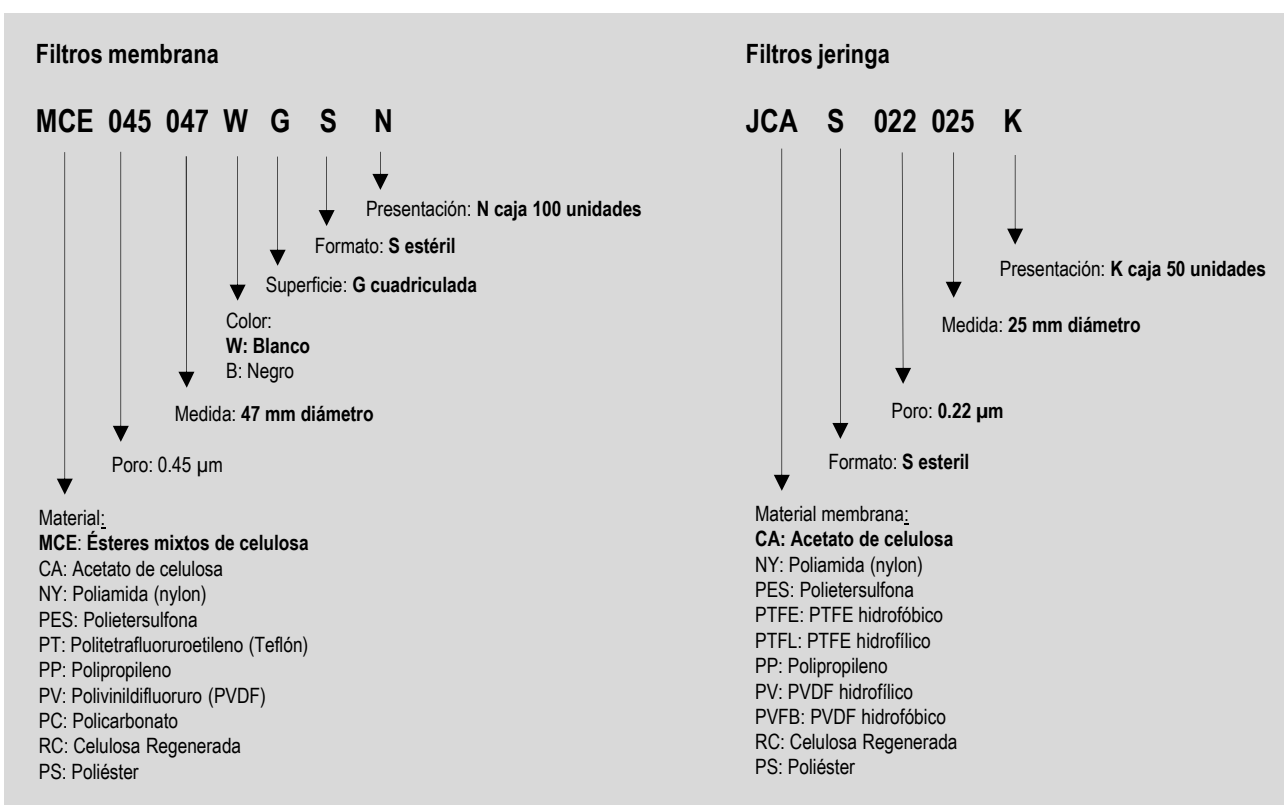 Filtros membrana
MCE 045 047 W G S N
Presentación: N caja 100 unidades
Formato: S estéril
Superficie: G cuadriculada
Color:
W: Blanco
B: Negro
Medida: 47 mm diámetro
Poro: 0.45 µm
Material:
MCE: Ésteres mixtos de celulosa
CA: Acetato de celulosa
NY: Poliamida (nylon)
PES: Polietersulfona
PT: Politetrafluoruroetileno (Teflón)
PP: Polipropileno
PV: Polivinildifluoruro (PVDF)
PC: Policarbonato
RC: Celulosa Regenerada
PS: Poliéster
Filtros jeringa
JCA S 022 025 K
Presentación: K caja 50 unidades
Medida: 25 mm diámetro
Poro: 0.22 µm
Formato: S esteril
Material membrana:
CA: Acetato de celulosa
NY: Poliamida (nylon)
PES: Polietersulfona
PTFE: PTFE hidrofóbico
PTFL: PTFE hidrofílico
PP: Polipropileno
PV: PVDF hidrofílico
PVFB: PVDF hidrofóbico
RC: Celulosa Regenerada
PS: Poliéster